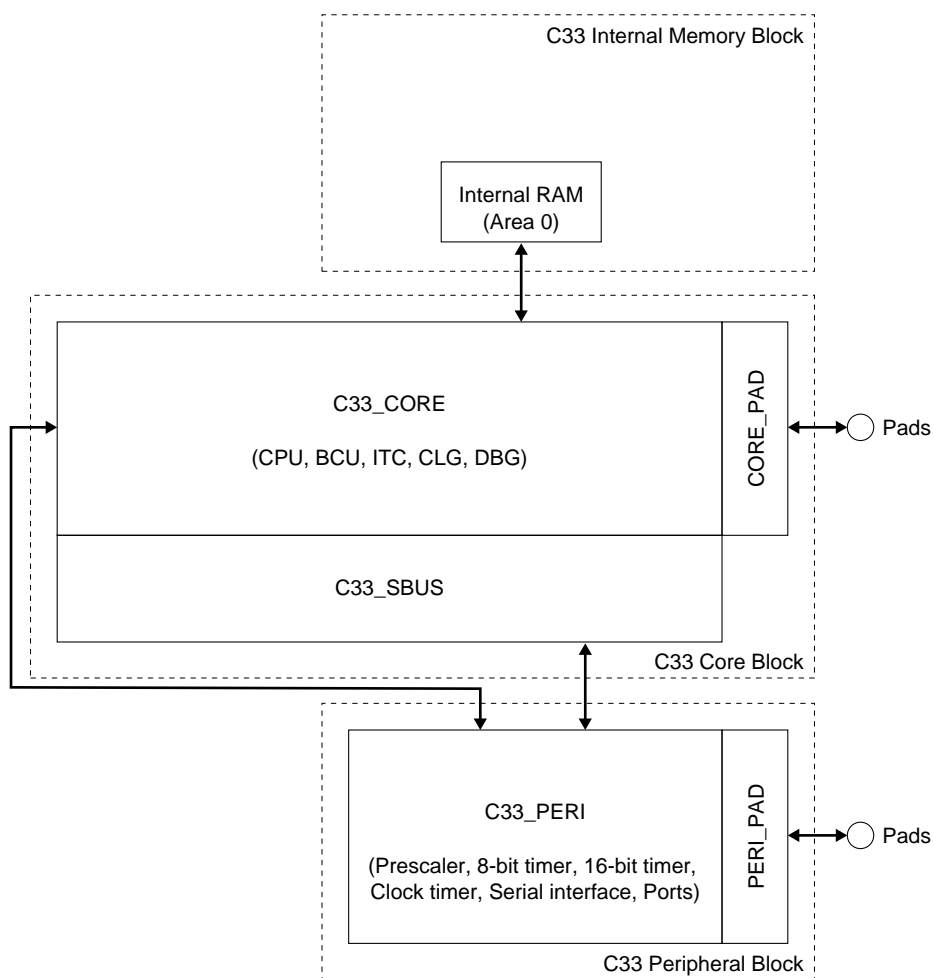 C33 Internal Memory Block
Internal RAM
(Area 0)
C33_CORE
(CPU, BCU, ITC, CLG, DBG)
CORE_PAD
Pads
C33_SBUS
C33 Core Block
C33_PERI
(Prescaler, 8-bit timer, 16-bit timer,
Clock timer, Serial interface, Ports)
PERI_PAD
Pads
C33 Peripheral Block